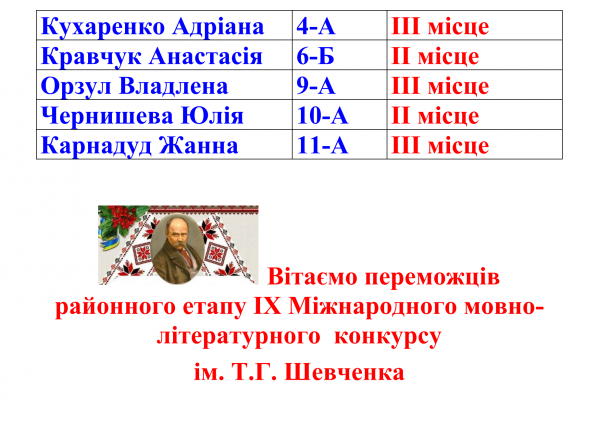 Кухаренко Адріана 4-А ІІІ місце
Кравчук Анастасія 6-Б ІІ місце
Орзул Владлена 9-А ІІІ місце
Чернишева Юлія 10-А ІІ місце
Карнадуд Жанна 11-А ІІІ місце
Вітаємо переможців
районного етапу ІХ Міжнародного мовно-
літературного конкурсу
ім. Т.Г. Шевченка